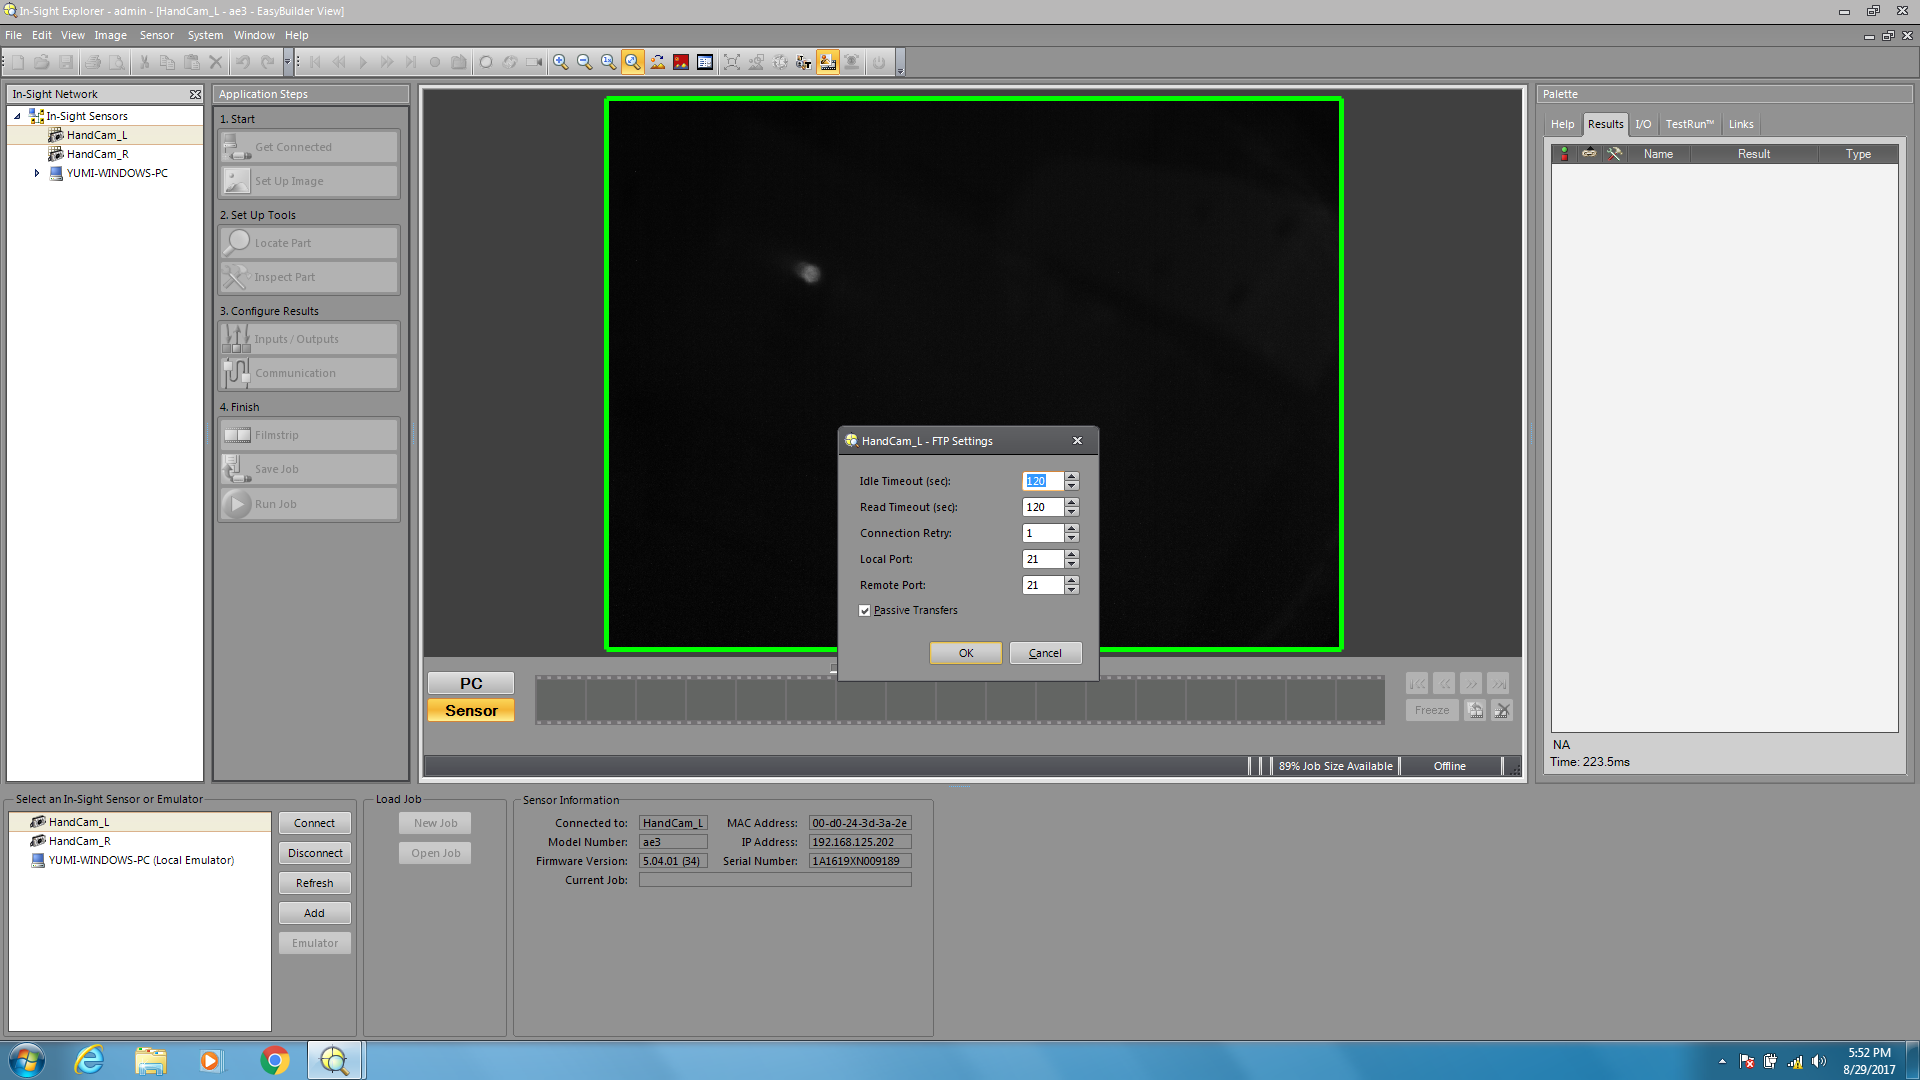 In-Sight Explorer - admin - [HandCam_L - ae3 - EasyBuilder View]
File Edit View Image Sensor System Window Help
In-Sight Network
In-Sight Sensors
HandCam_L
HandCam_R
YUMI-WINDOWS-PC
Application Steps
1. Start
Get Connected
Set Up Image
2. Set Up Tools
Locate Part
Inspect Part
3. Configure Results
Inputs / Outputs
Communication
4. Finish
Filmstrip
Save Job
Run Job
HandCam_L - FTP Settings
Idle Timeout (sec): 120
Read Timeout (sec): 120
Connection Retry: 1
Local Port: 21
Remote Port: 21
Passive Transfers
OK Cancel
PC
Sensor
Freeze
89% Job Size Available Offline
Palette
Help Results I/O TestRun™ Links
Name Result Type
NA
Time: 223.5ms
Select an In-Sight Sensor or Emulator
HandCam_L
HandCam_R
YUMI-WINDOWS-PC (Local Emulator)
Connect
Disconnect
Refresh
Add
Emulator
Load Job
New Job
Open Job
Sensor Information
Connected to: HandCam_L MAC Address: 00-d0-24-3d-3a-2e
Model Number: ae3 IP Address: 192.168.125.202
Firmware Version: 5.04.01 (34) Serial Number: 1A1619XN009189
Current Job:
5:52 PM
8/29/2017